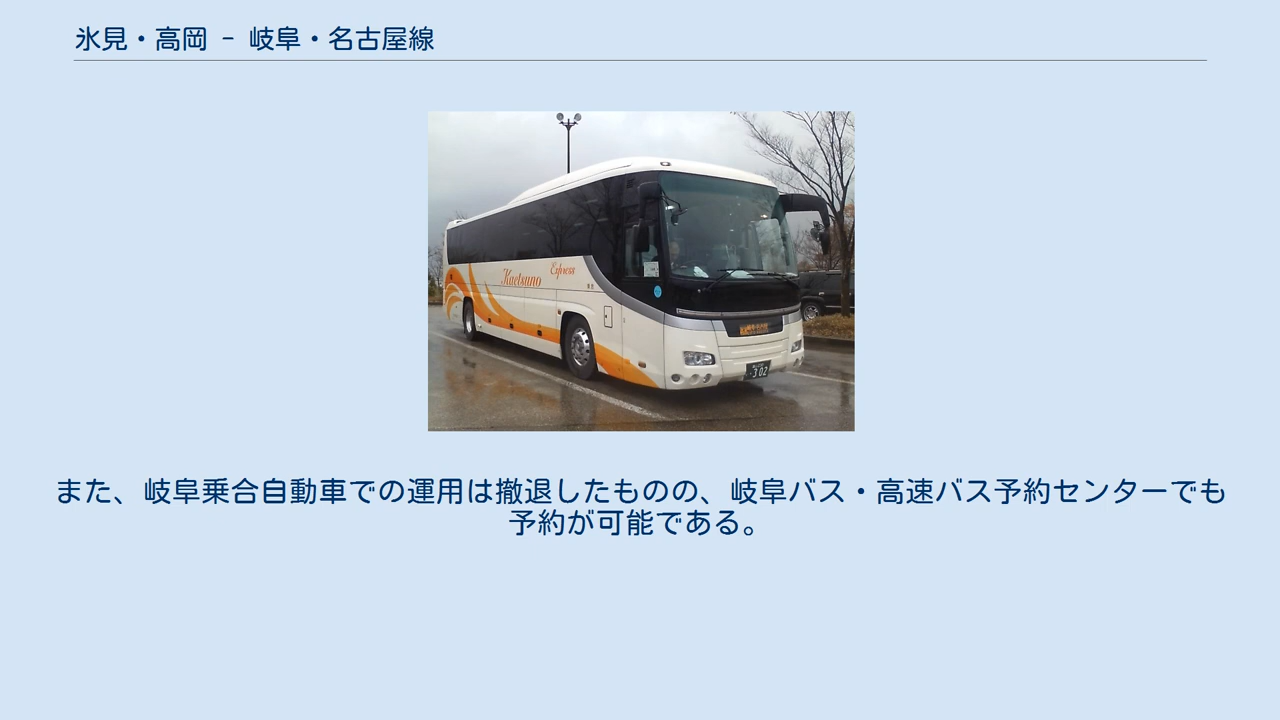 氷見・高岡 － 岐阜・名古屋線
Kaetsuno Express
・302
また、岐阜乗合自動車での運用は撤退したものの、岐阜バス・高速バス予約センターでも
予約が可能である。